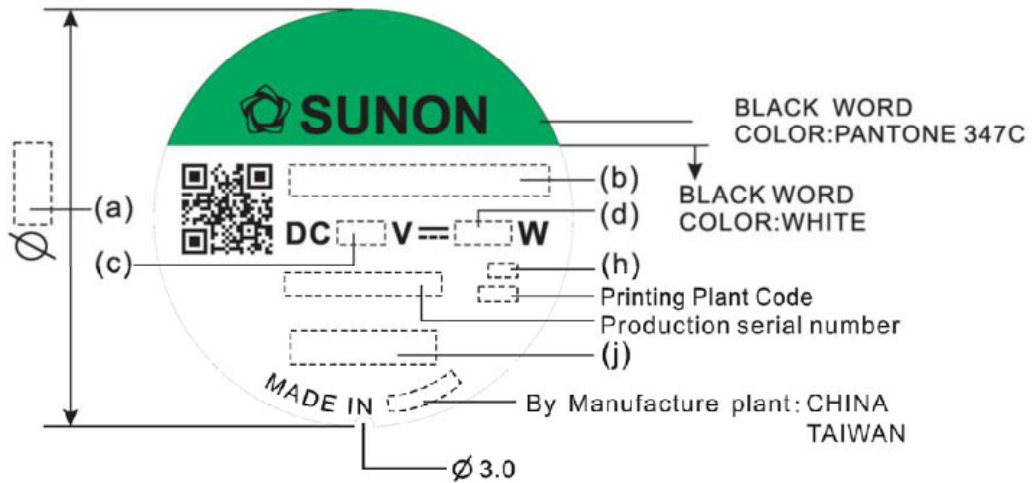 SUNON
BLACK WORD
COLOR:PANTONE 347C
BLACK WORD
COLOR:WHITE
(a)
(b)
(c)
DC V W
(d)
(h)
Printing Plant Code
Production serial number
(j)
MADE IN
By Manufacture plant: CHINA
TAIWAN
Ø
Ø 3.0